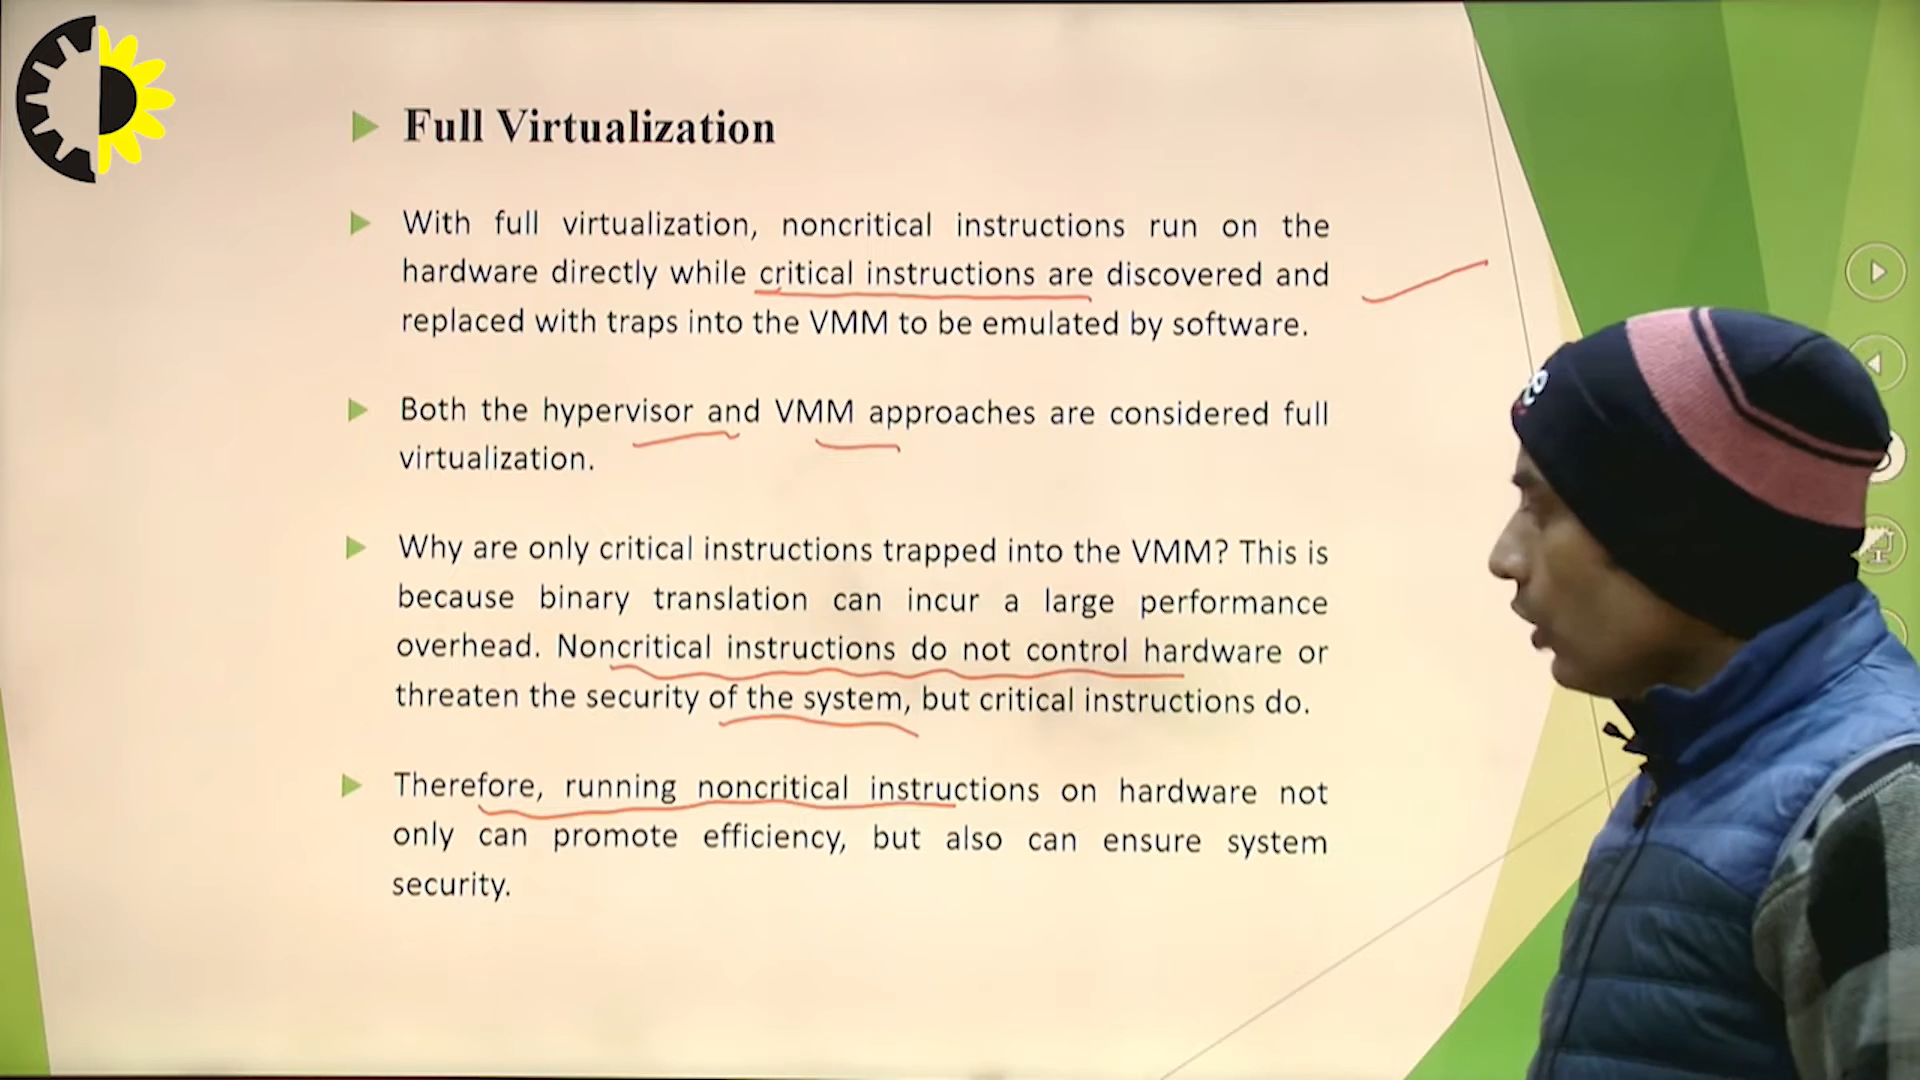 Full Virtualization
With full virtualization, noncritical instructions run on the
hardware directly while critical instructions are discovered and
replaced with traps into the VMM to be emulated by software.
Both the hypervisor and VMM approaches are considered full
virtualization.
Why are only critical instructions trapped into the VMM? This is
because binary translation can incur a large performance
overhead. Noncritical instructions do not control hardware or
threaten the security of the system, but critical instructions do.
Therefore, running noncritical instructions on hardware not
only can promote efficiency, but also can ensure system
security.